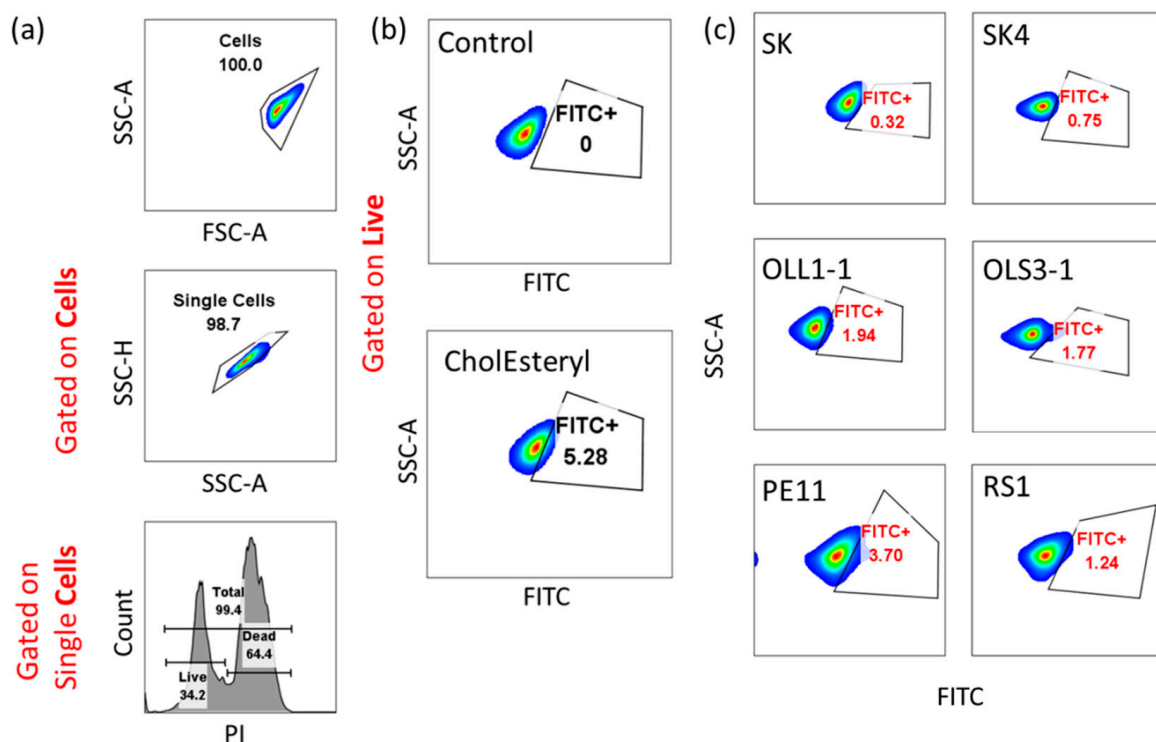 (a)
Cells
100.0
SSC-A
FSC-A
Gated on Cells
Single Cells
98.7
SSC-H
SSC-A
Gated on
Single Cells
Total
99.4
Dead
64.4
Live
34.2
Count
PI
(b)
Gated on Live
Control
FITC+
0
SSC-A
FITC
CholEsteryl
FITC+
5.28
SSC-A
FITC
(c)
SK
FITC+
0.32
SK4
FITC+
0.75
OLL1-1
FITC+
1.94
OLS3-1
FITC+
1.77
SSC-A
PE11
FITC+
3.70
RS1
FITC+
1.24
FITC